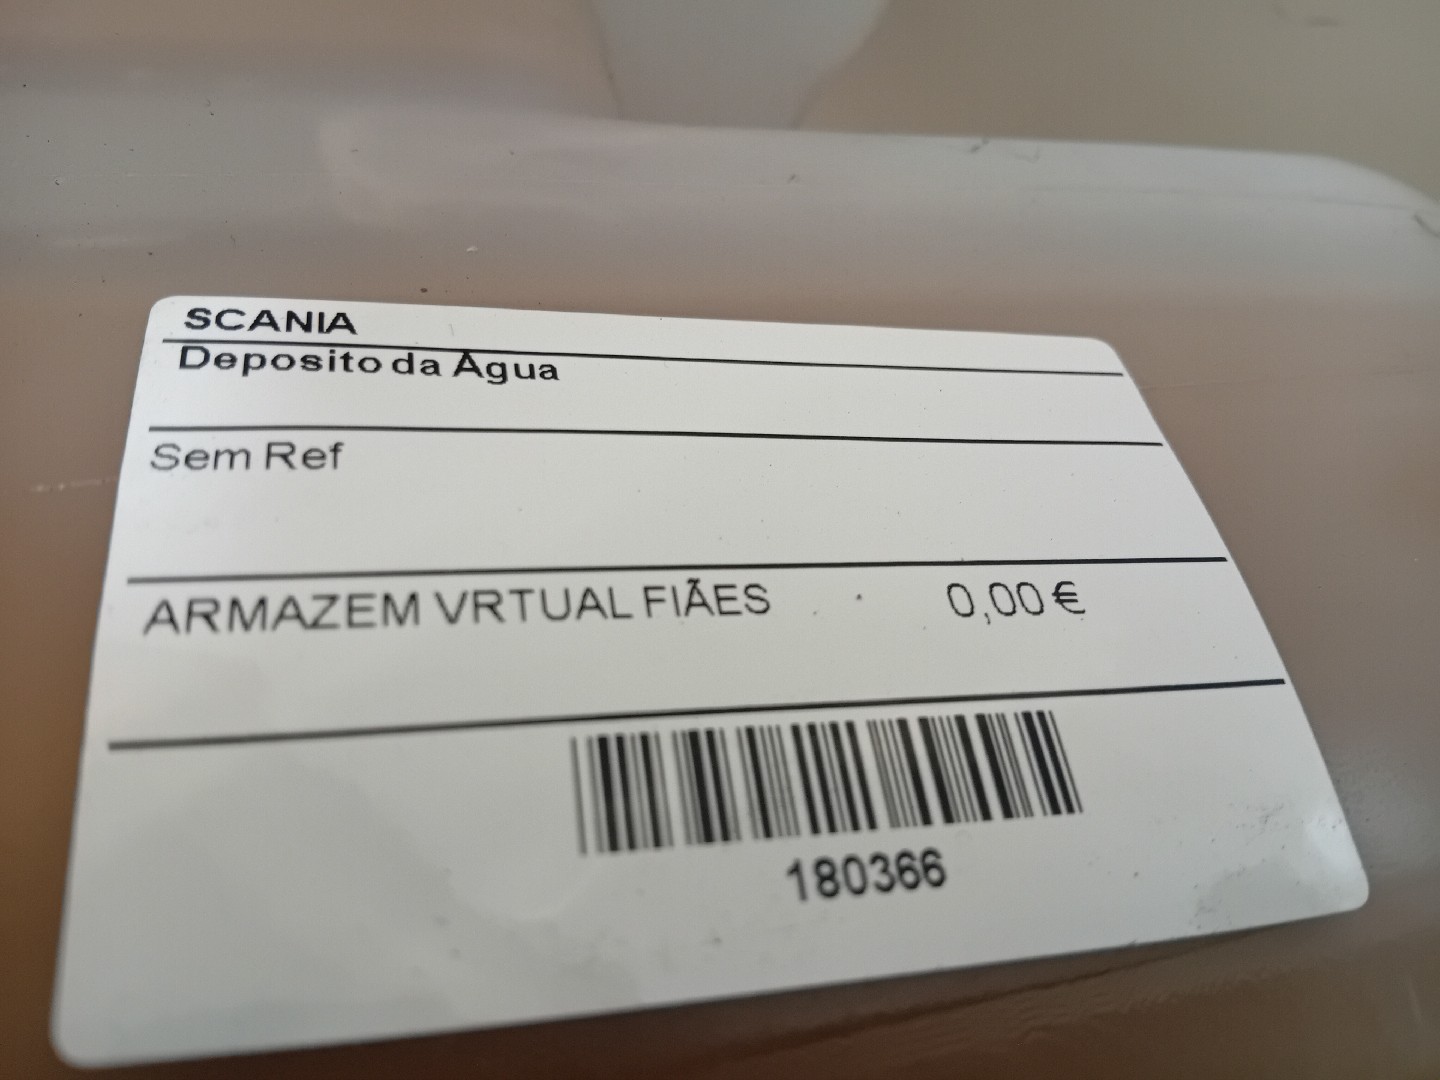 SCANIA
Deposito da Água
Sem Ref
ARMAZEM VRTUAL FIÃES 0,00€
180366